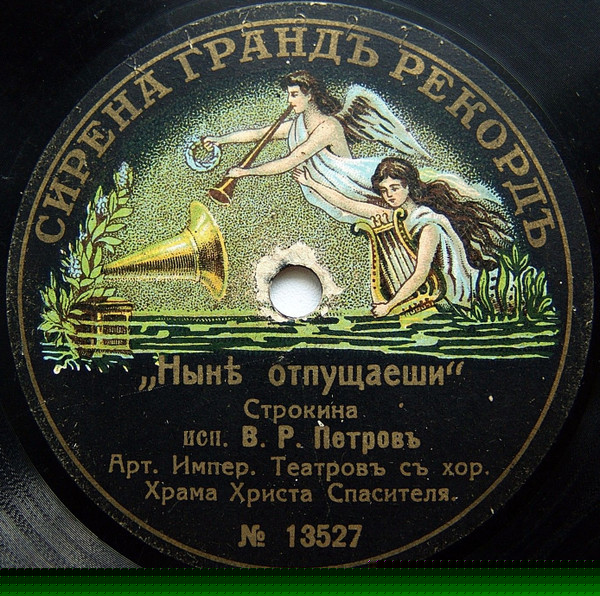 СИРЕНА ГРАНДЪ РЕКОРДЪ
„Нынѣ отпущаеши“
Строкина
исп. В. Р. Петровъ
Арт. Импер. Театровъ съ хор.
Храма Христа Спасителя.
№ 13527